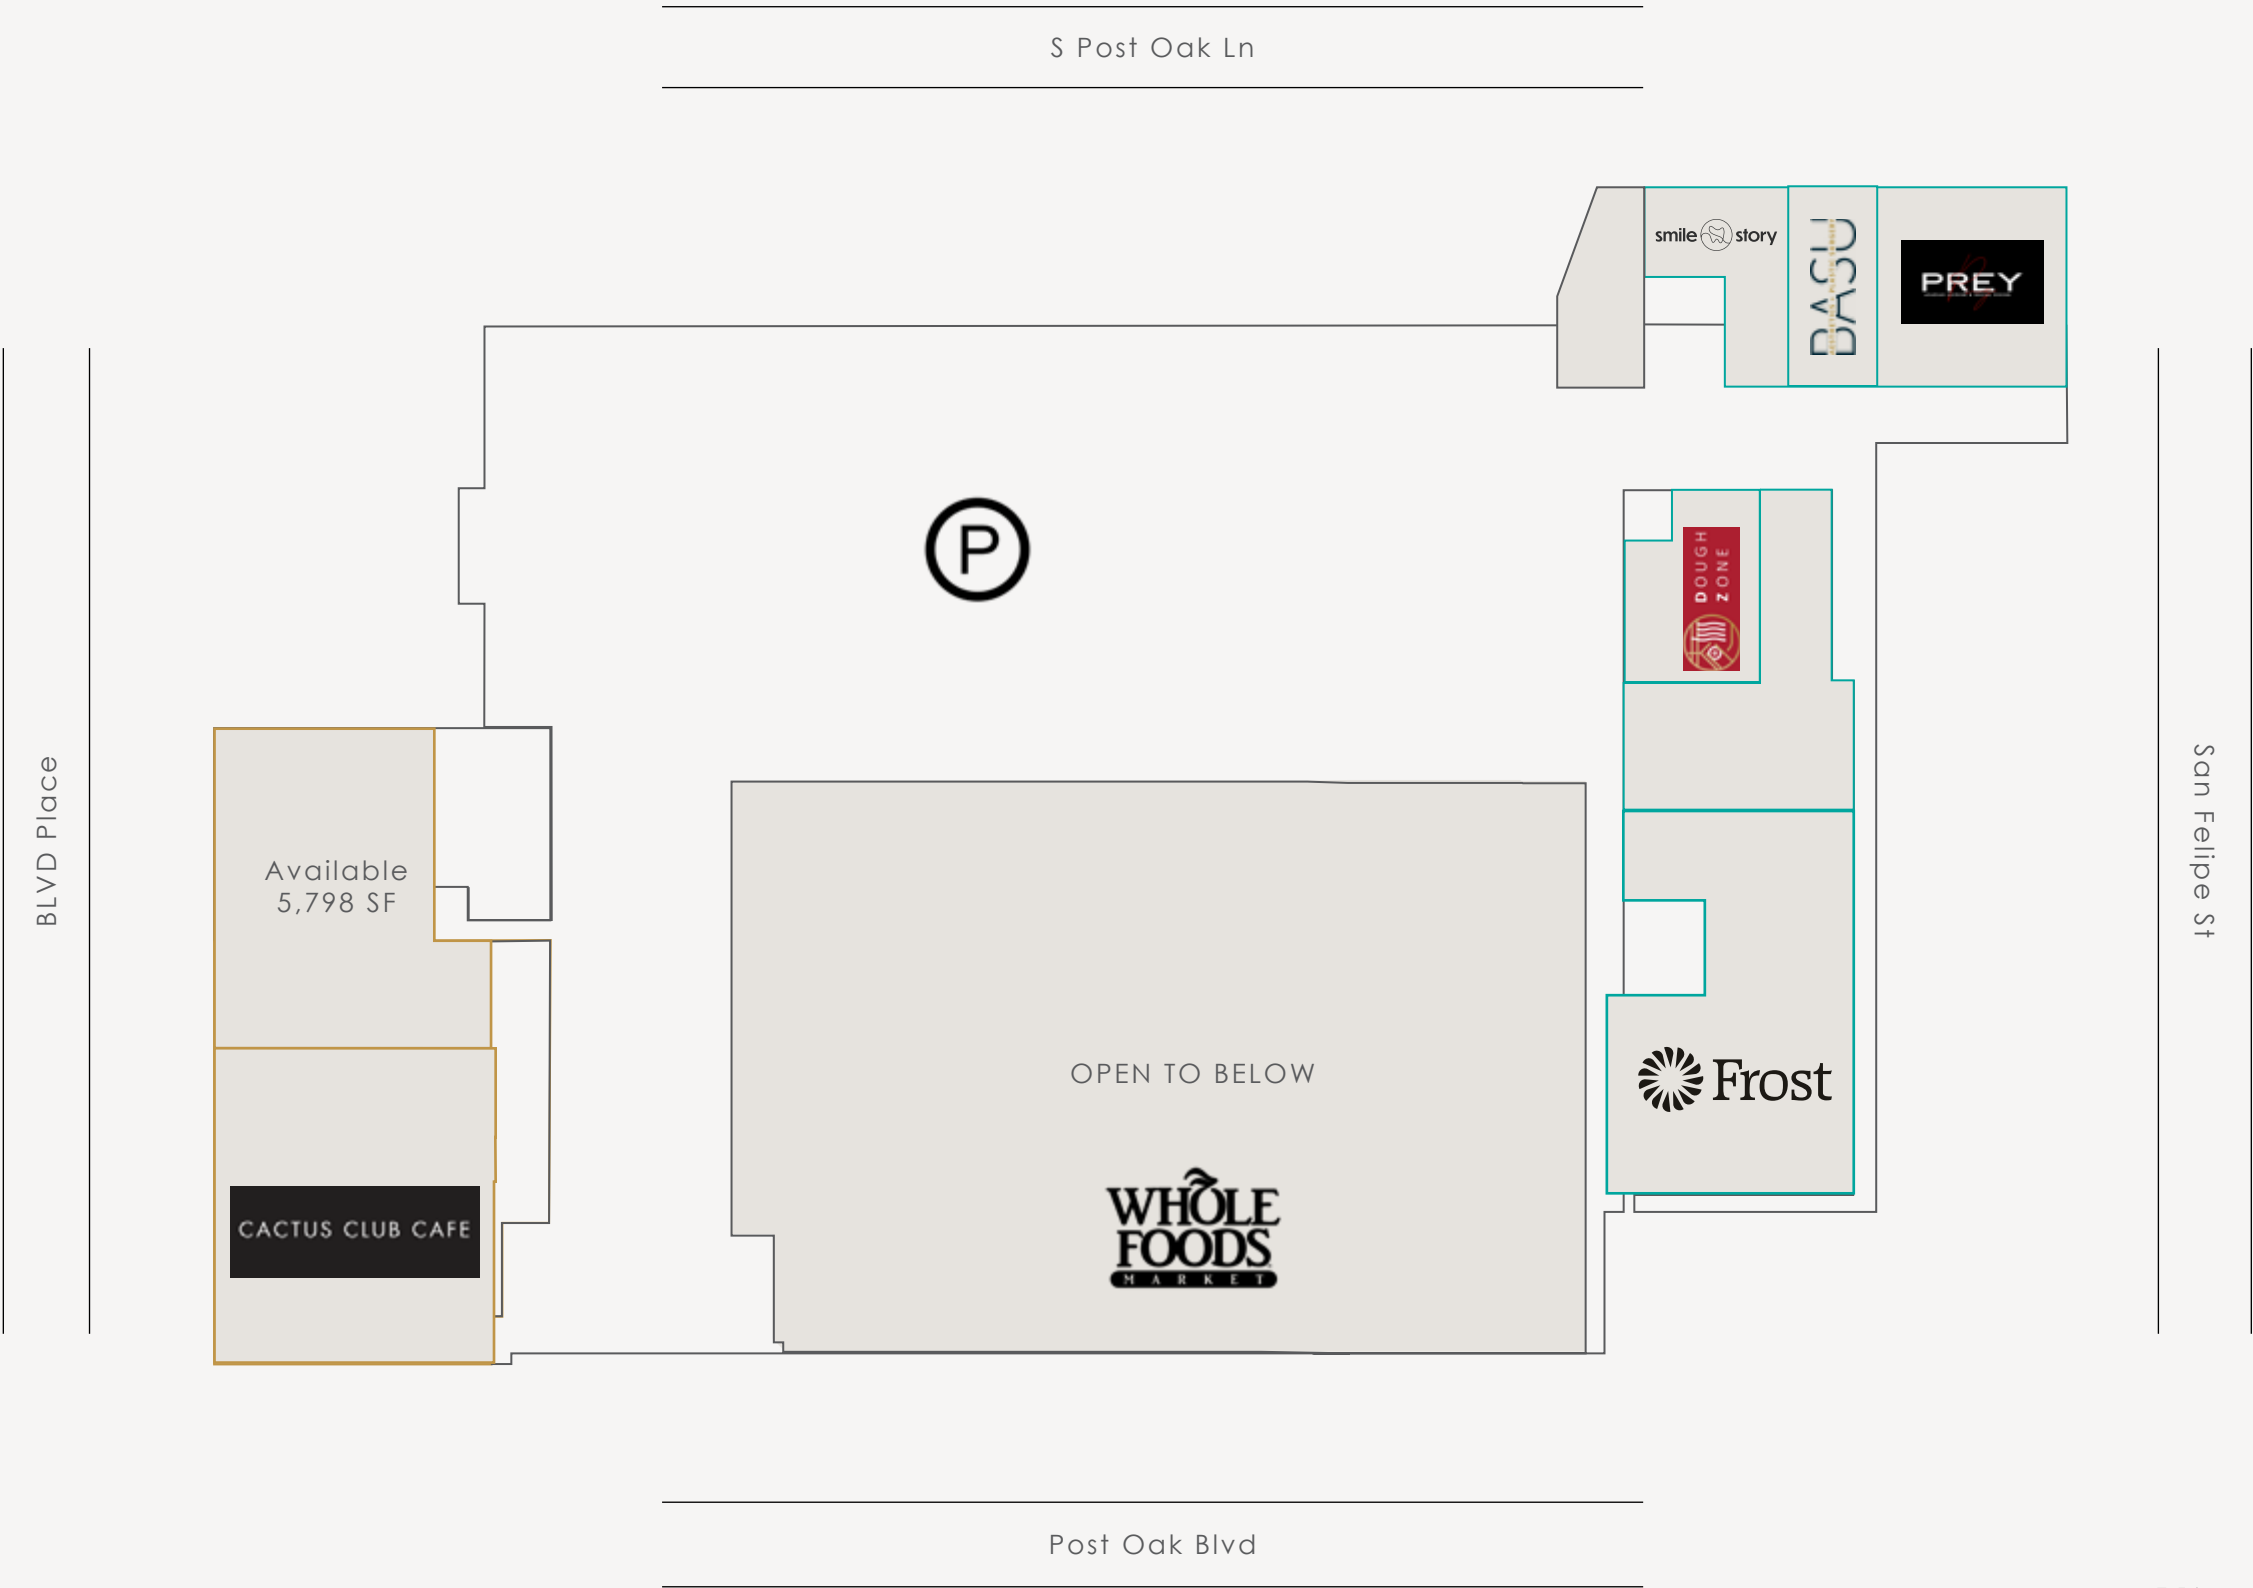 S Post Oak Ln
smile story
BASU
PREY
DOUGH
ZONE
BLVD Place
San Felipe St
Available
5,798 SF
OPEN TO BELOW
Frost
CACTUS CLUB CAFE
WHOLE
FOODS
MARKET
Post Oak Blvd